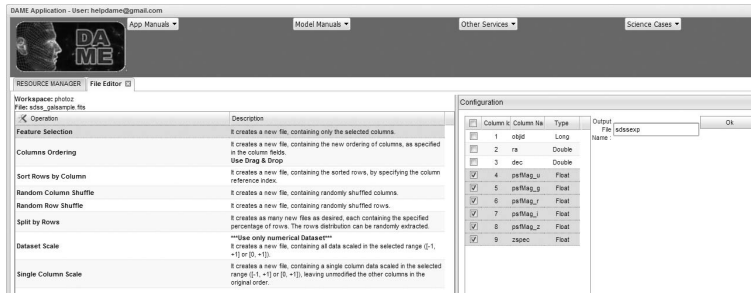 DAME Application - User: helpdame@gmail.com
App Manuals
Model Manuals
Other Services
Science Cases
DA
ME
RESOURCE MANAGER
File Editor
Workspace: photoz
File: sdss_galsample.fits
Operation
Description
Feature Selection
It creates a new file, containing only the selected columns.
Columns Ordering
It creates a new file, containing the new ordering of columns, as specified
in the column fields.
Use Drag & Drop
Sort Rows by Column
It creates a new file, containing the sorted rows, by specifying the column
reference index.
Random Column Shuffle
It creates a new file, containing randomly shuffled columns.
Random Row Shuffle
It creates a new file, containing randomly shuffled rows.
Split by Rows
It creates as many new files as desired, each containing the specified
percentage of rows. The rows distribution can be randomly extracted.
Dataset Scale
***Use only numerical Dataset***
It creates a new file, containing all data scaled in the selected range ([-1,
+1] or [0, +1]).
Single Column Scale
It creates a new file, containing a single column data scaled in the selected
range ([-1, +1] or [0, +1]), leaving unmodified the other columns in the
original order.
Configuration
Column Ic Column Na Type
1 objid Long
2 ra Double
3 dec Double
4 psfMag_u Float
5 psfMag_g Float
6 psfMag_r Float
7 psfMag_i Float
8 psfMag_z Float
9 zspec Float
Output
File
Name :
sdssexp
Ok